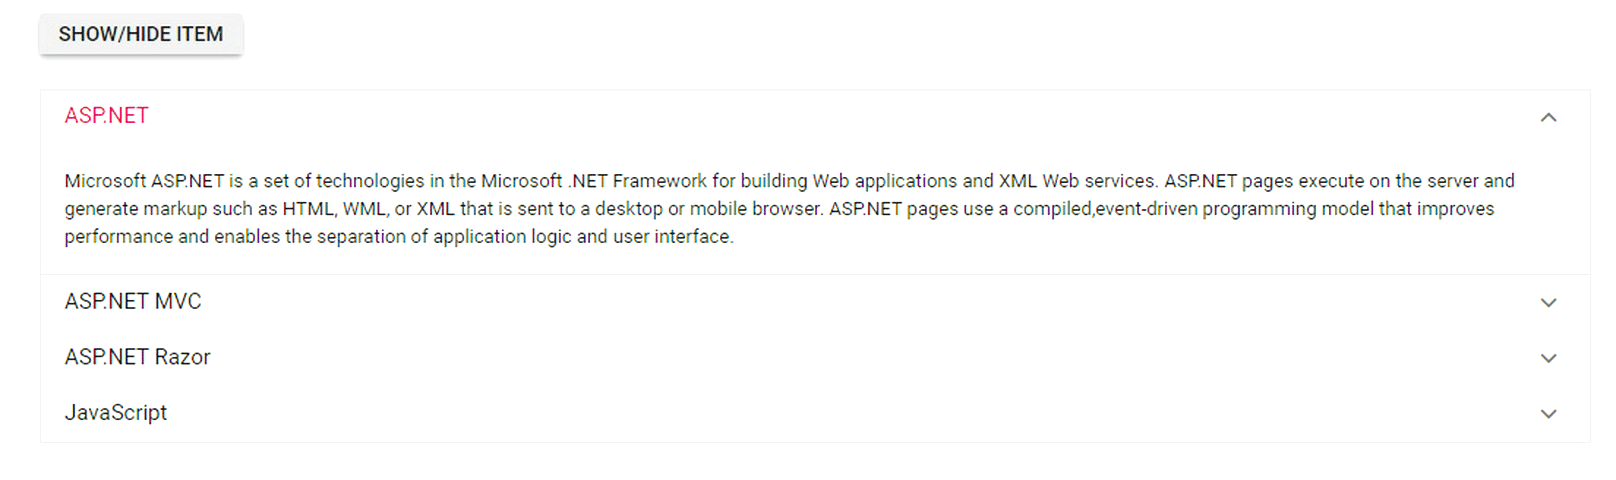 SHOW/HIDE ITEM
ASP.NET
Microsoft ASP.NET is a set of technologies in the Microsoft .NET Framework for building Web applications and XML Web services. ASP.NET pages execute on the server and
generate markup such as HTML, WML, or XML that is sent to a desktop or mobile browser. ASP.NET pages use a compiled,event-driven programming model that improves
performance and enables the separation of application logic and user interface.
ASP.NET MVC
ASP.NET Razor
JavaScript